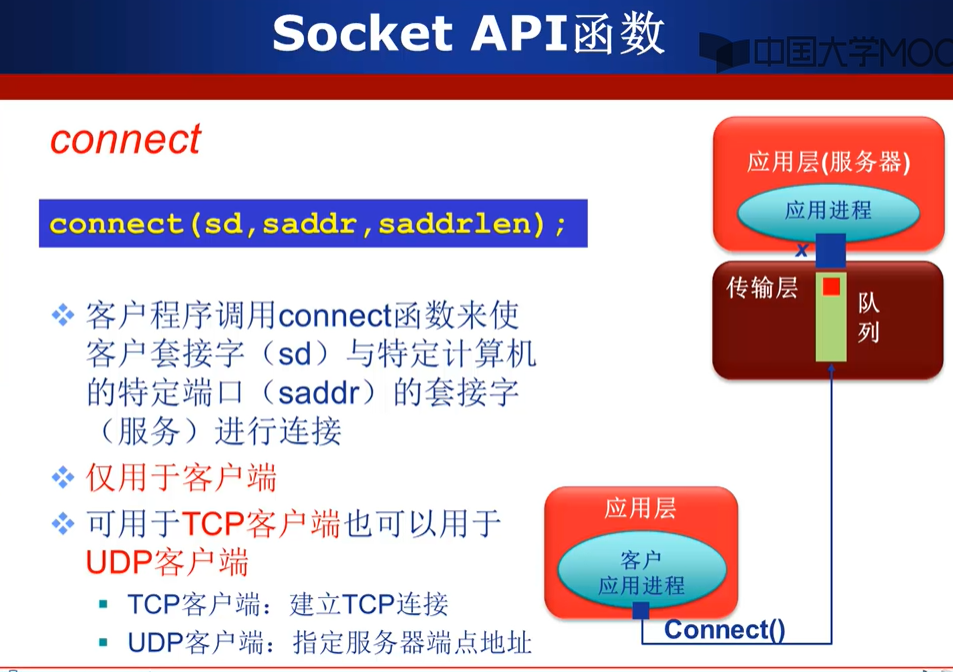 Socket API函数
中国大学MOO
connect
connect(sd,saddr,saddrlen);
客户程序调用connect函数来使
客户套接字（sd）与特定计算机
的特定端口（saddr）的套接字
（服务）进行连接
仅用于客户端
可用于TCP客户端也可以用于
UDP客户端
TCP客户端：建立TCP连接
UDP客户端：指定服务器端点地址
应用层(服务器)
应用进程
x
传输层
队
列
应用层
客户
应用进程
Connect()